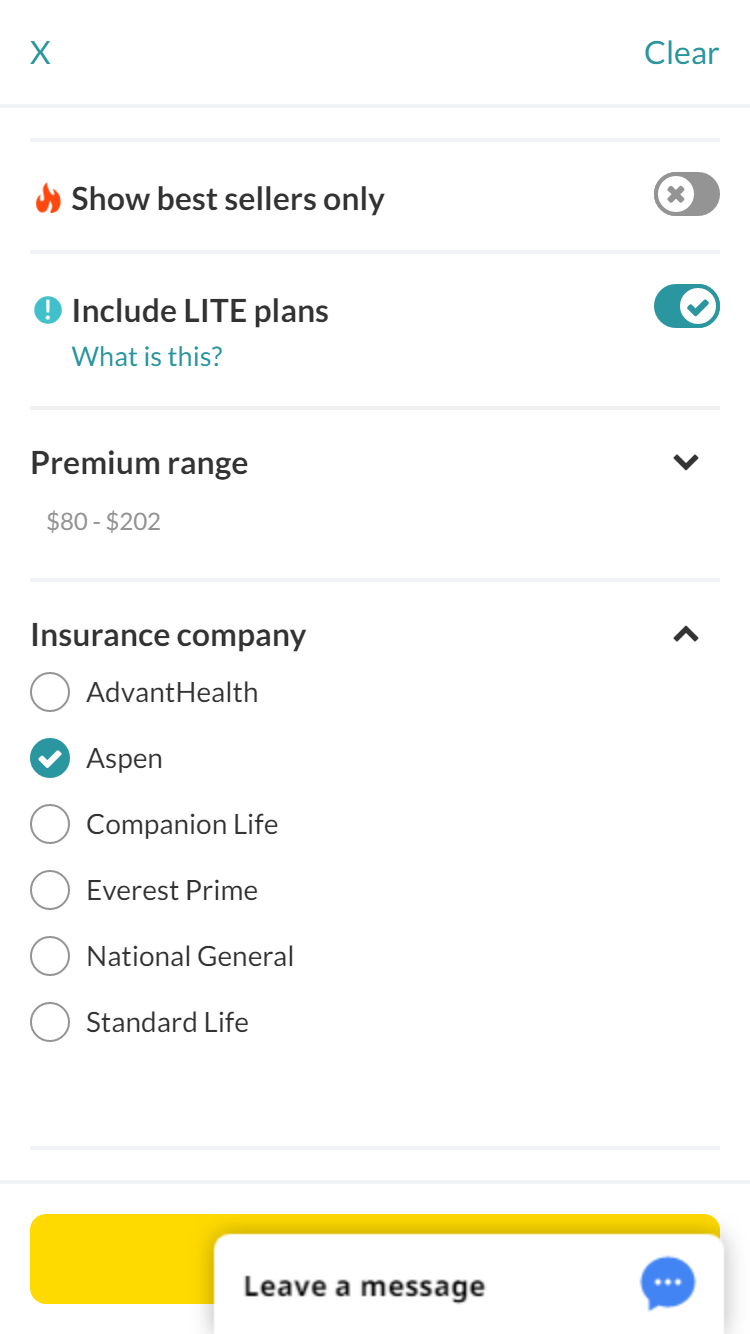 X
Clear
Show best sellers only
Include LITE plans
What is this?
Premium range
$80 - $202
Insurance company
AdvantHealth
Aspen
Companion Life
Everest Prime
National General
Standard Life
Leave a message